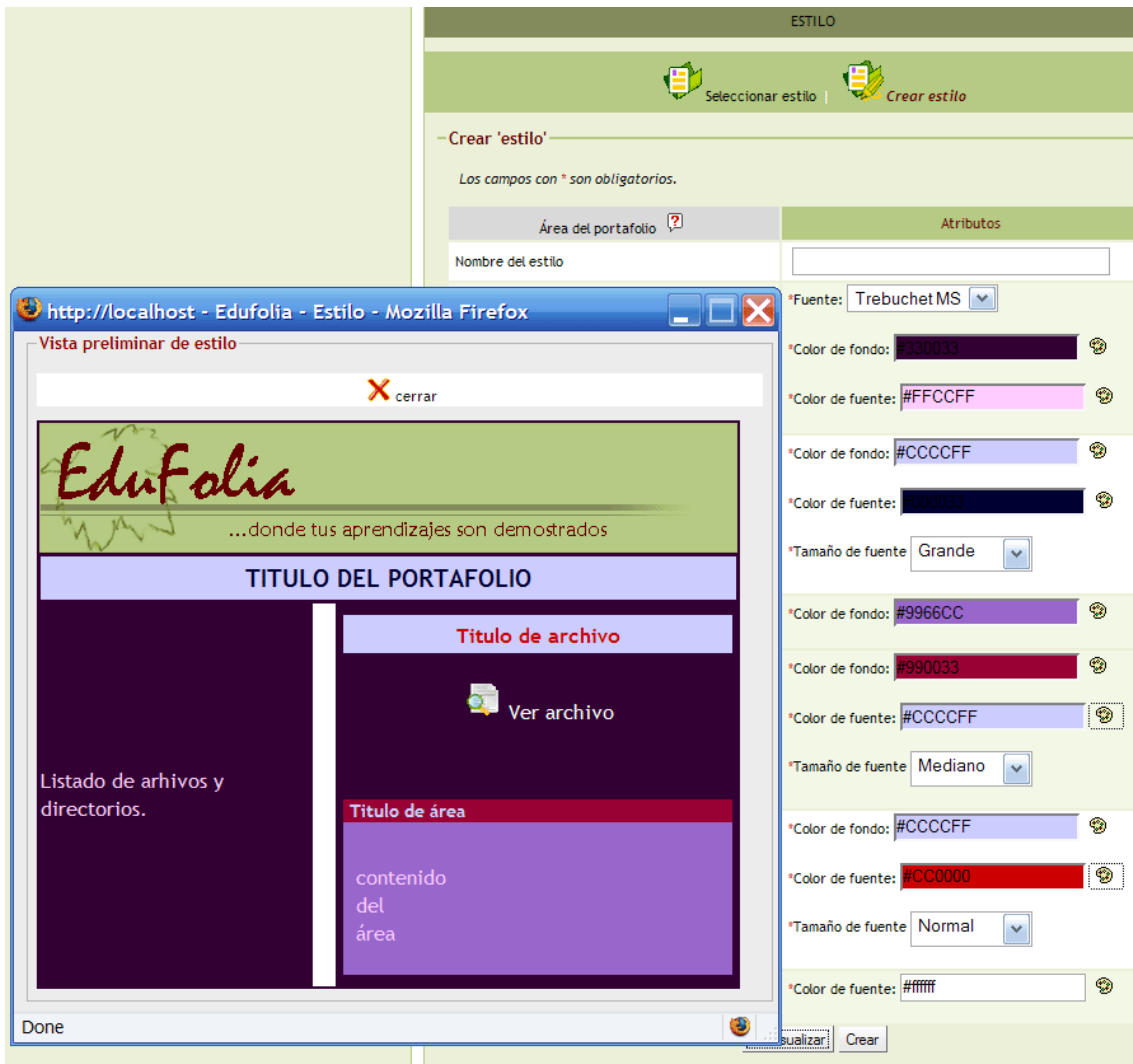 ESTILO
Seleccionar estilo | Crear estilo
Crear 'estilo'
Los campos con * son obligatorios.
Área del portafolio ? Atributos
Nombre del estilo
*Fuente: Trebuchet MS
*Color de fondo: #330033
*Color de fuente: #FFCCFF
*Color de fondo: #CCCCFF
*Color de fuente:
*Tamaño de fuente Grande
*Color de fondo: #9966CC
*Color de fondo: #990033
*Color de fuente: #CCCCFF
*Tamaño de fuente Mediano
*Color de fondo: #CCCCFF
*Color de fuente: #CC0000
*Tamaño de fuente Normal
*Color de fuente: #ffffff
Crear
http://localhost - Edufolia - Estilo - Mozilla Firefox
Vista preliminar de estilo
cerrar
EduFolia
...donde tus aprendizajes son demostrados
TITULO DEL PORTAFOLIO
Titulo de archivo
Ver archivo
Listado de arhivos y
directorios.
Titulo de área
contenido
del
área
Done